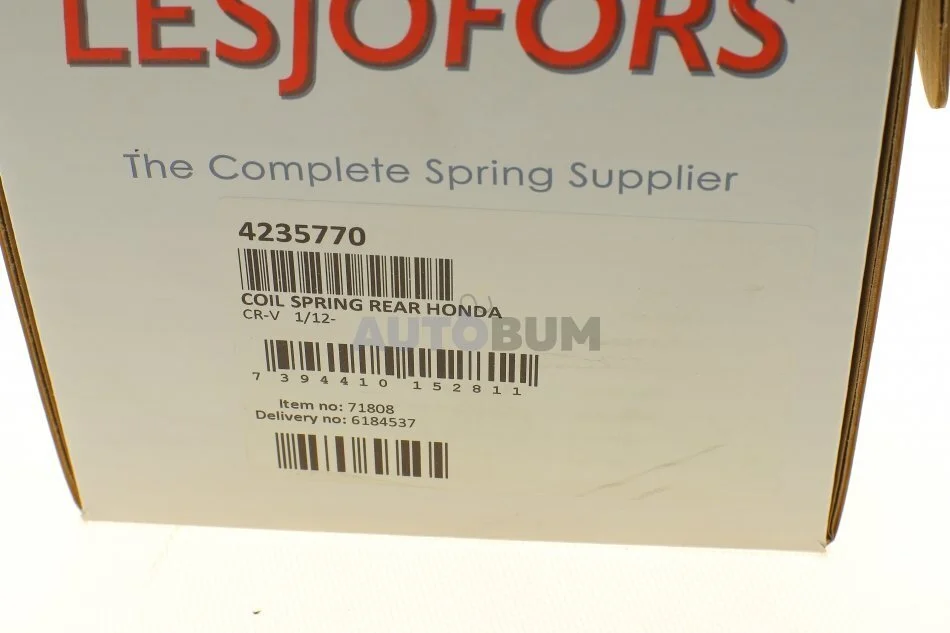 LESJÖFORS
The Complete Spring Supplier
4235770
COIL SPRING REAR HONDA
CR-V 1/12-
AUTOBUM
7 394410 152811
Item no: 71808
Delivery no: 6184537